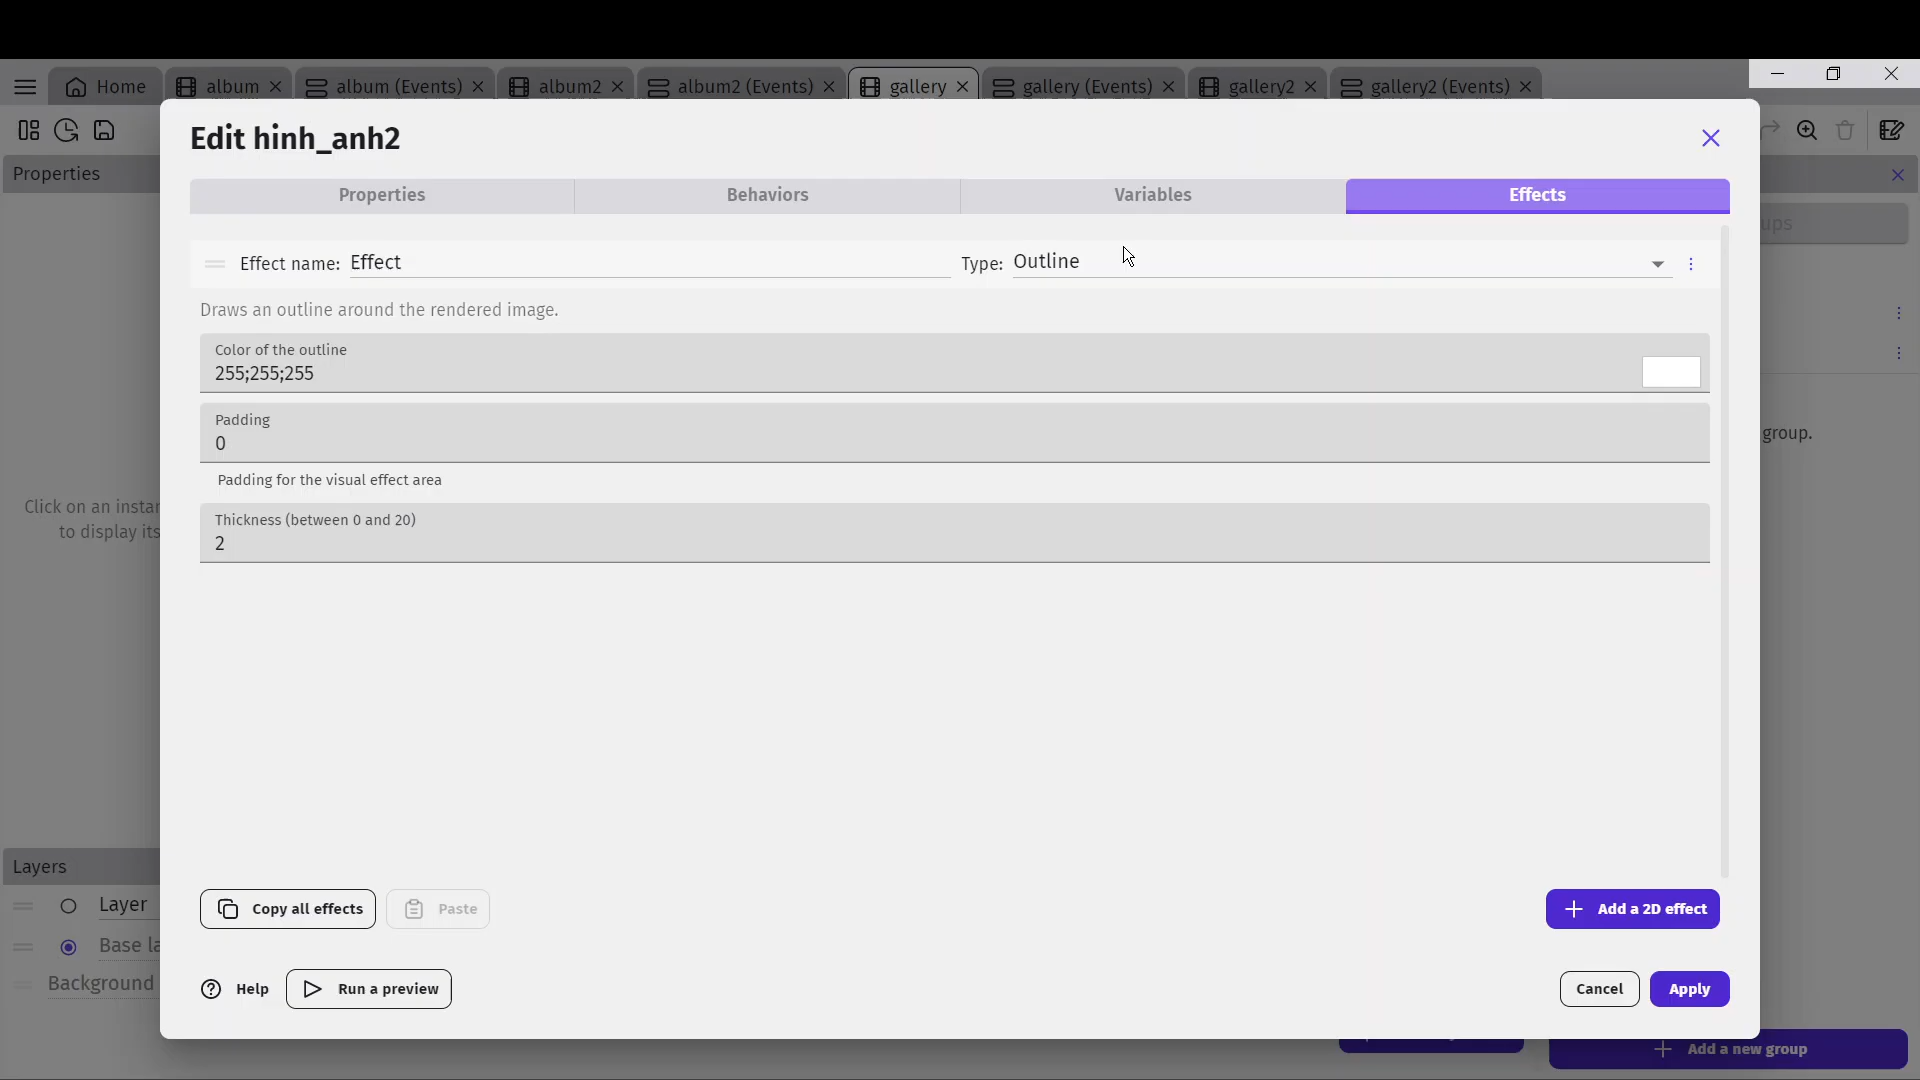 Home
album
album (Events)
album2
album2 (Events)
gallery
gallery (Events)
gallery2
gallery2 (Events)
Properties
Edit hinh_anh2
Properties
Behaviors
Variables
Effects
Effect name: Effect
Type: Outline
Draws an outline around the rendered image.
Color of the outline
255;255;255
Padding
0
Padding for the visual effect area
Thickness (between 0 and 20)
2
Click on an
to display its
group.
Layers
Layer
Base
Background
Copy all effects
Paste
Add a 2D effect
Help
Run a preview
Cancel
Apply
Add a new group